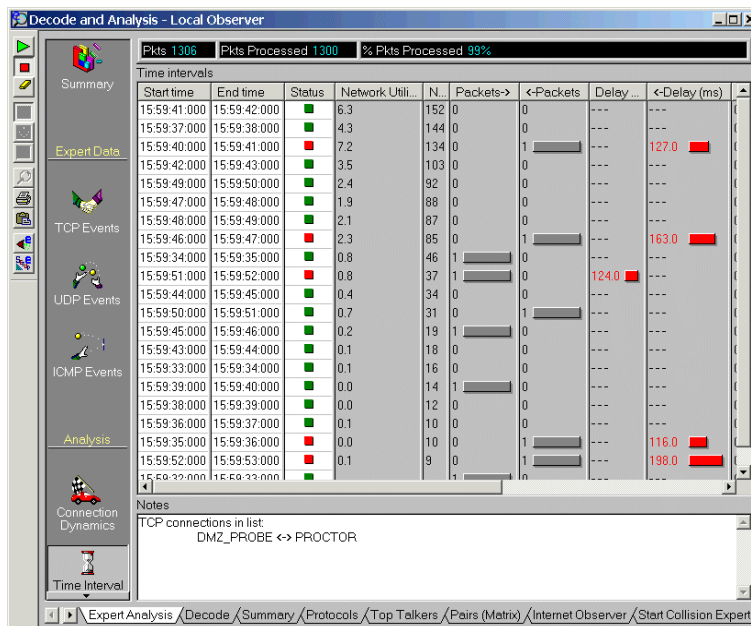 Decode and Analysis - Local Observer
Pkts 1306 Pkts Processed 1300 % Pkts Processed 99%
Summary
Expert Data
TCP Events
UDP Events
ICMP Events
Analysis
Connection
Dynamics
Time Interval
Time intervals
Start time End time Status Network Utili... N... Packets-> <-Packets Delay ... <-Delay (ms)
15:59:41:000 15:59:42:000 6.3 152 0 0 --- ---
15:59:37:000 15:59:38:000 4.3 144 0 0 --- ---
15:59:40:000 15:59:41:000 7.2 134 0 1 --- 127.0
15:59:42:000 15:59:43:000 3.5 103 0 0 --- ---
15:59:49:000 15:59:50:000 2.4 92 0 0 --- ---
15:59:47:000 15:59:48:000 1.9 88 0 0 --- ---
15:59:48:000 15:59:49:000 2.1 87 0 0 --- ---
15:59:46:000 15:59:47:000 2.3 85 0 1 --- 163.0
15:59:34:000 15:59:35:000 0.8 46 1 0 --- ---
15:59:51:000 15:59:52:000 0.8 37 1 0 124.0 ---
15:59:44:000 15:59:45:000 0.4 34 0 0 --- ---
15:59:50:000 15:59:51:000 0.7 31 0 1 --- ---
15:59:45:000 15:59:46:000 0.2 19 1 0 --- ---
15:59:43:000 15:59:44:000 0.1 18 0 0 --- ---
15:59:33:000 15:59:34:000 0.1 16 0 0 --- ---
15:59:39:000 15:59:40:000 0.0 14 1 0 --- ---
15:59:38:000 15:59:39:000 0.0 12 0 0 --- ---
15:59:36:000 15:59:37:000 0.1 10 0 0 --- ---
15:59:35:000 15:59:36:000 0.0 10 0 1 --- 116.0
15:59:52:000 15:59:53:000 0.1 9 0 1 --- 198.0
15:59:32:000 15:59:33:000
Notes
TCP connections in list:
DMZ_PROBE <-> PROCTOR
Expert Analysis Decode Summary Protocols Top Talkers Pairs (Matrix) Internet Observer Start Collision Expert